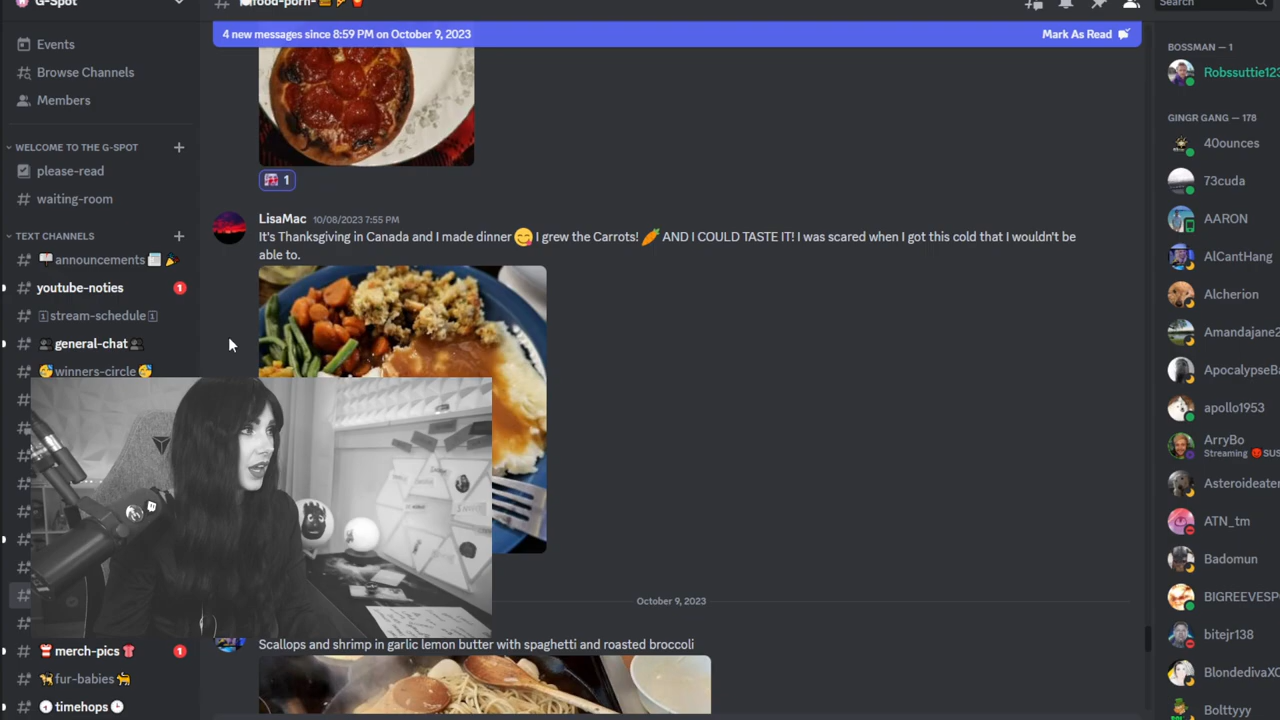 G-Spot
Events
Browse Channels
Members
WELCOME TO THE G-SPOT
please-read
waiting-room
TEXT CHANNELS
announcements
youtube-noties 1
stream-schedule
general-chat
winners-circle
merch-pics 1
fur-babies
timehops
food-porn-
4 new messages since 8:59 PM on October 9, 2023
Mark As Read
1
LisaMac 10/08/2023 7:55 PM
It's Thanksgiving in Canada and I made dinner 😋 I grew the Carrots! 🥕 AND I COULD TASTE IT! I was scared when I got this cold that I wouldn't be
able to.
October 9, 2023
Scallops and shrimp in garlic lemon butter with spaghetti and roasted broccoli
Search
BOSSMAN — 1
Robssuttie123
GINGR GANG — 178
40ounces
73cuda
AARON
AlCantHang
Alcherion
Amandajane2
ApocalypseBa
apollo1953
ArryBo
Streaming SUS
Asteroideater
ATN_tm
Badomun
BIGREEVESP
bitejr138
BlondedivaX
Bolttyyy